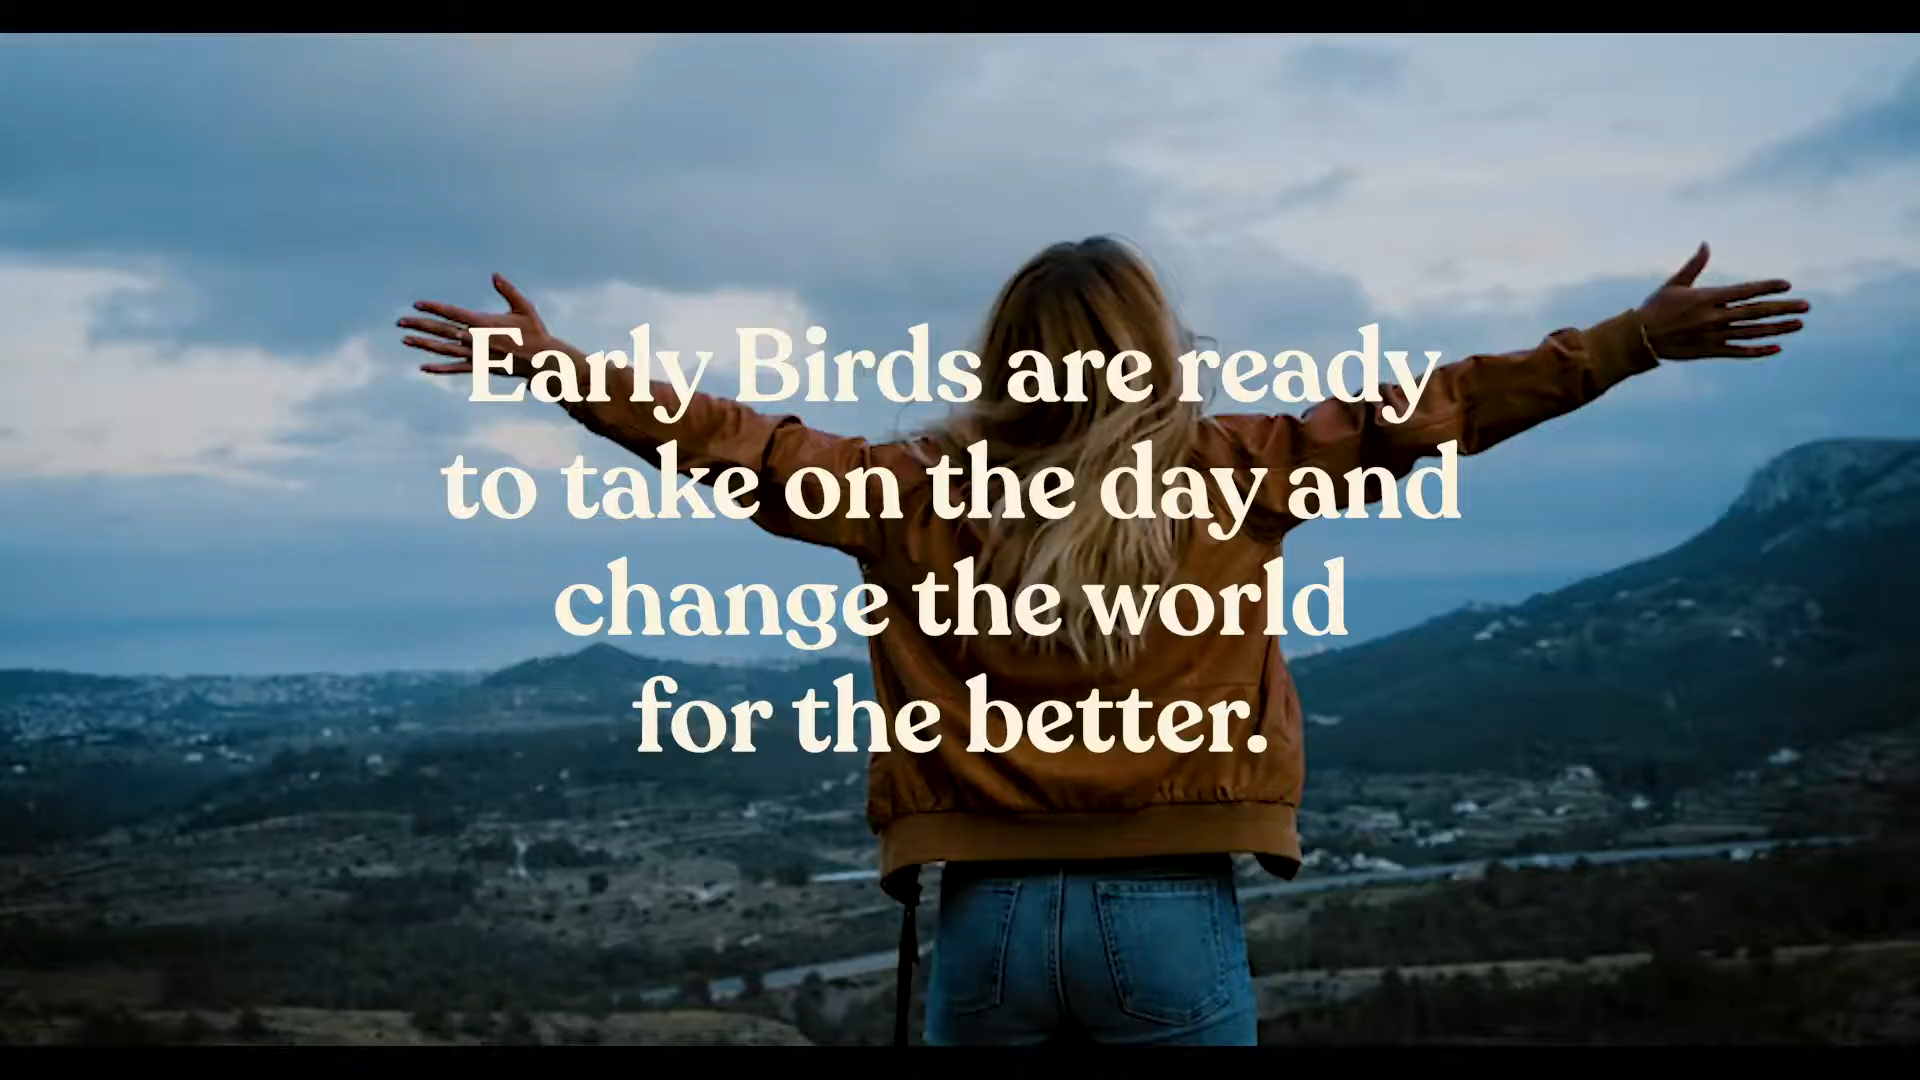 Early Birds are ready
to take on the day and
change the world
for the better.